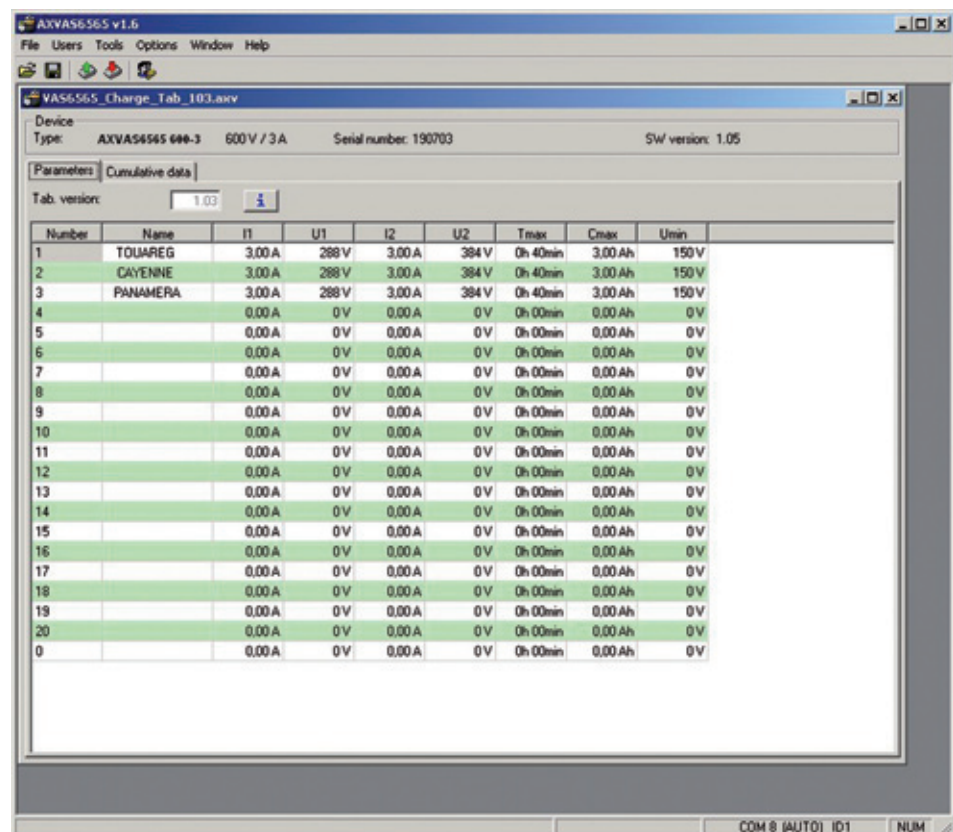 AXVAS6565 v1.6
File Users Tools Options Window Help
VAS6565_Charge_Tab_103.axv
Device
Type: AXVAS6565 600-3 600 V / 3 A Serial number: 190703 SW version: 1.05
Parameters Cumulative data
Tab. version: 1.03 i
Number Name I1 U1 I2 U2 Tmax Cmax Umin
1 TOUAREG 3,00 A 288 V 3,00 A 384 V 0h 40min 3,00 Ah 150 V
2 CAYENNE 3,00 A 288 V 3,00 A 384 V 0h 40min 3,00 Ah 150 V
3 PANAMERA 3,00 A 288 V 3,00 A 384 V 0h 40min 3,00 Ah 150 V
4 0,00 A 0 V 0,00 A 0 V 0h 00min 0,00 Ah 0 V
5 0,00 A 0 V 0,00 A 0 V 0h 00min 0,00 Ah 0 V
6 0,00 A 0 V 0,00 A 0 V 0h 00min 0,00 Ah 0 V
7 0,00 A 0 V 0,00 A 0 V 0h 00min 0,00 Ah 0 V
8 0,00 A 0 V 0,00 A 0 V 0h 00min 0,00 Ah 0 V
9 0,00 A 0 V 0,00 A 0 V 0h 00min 0,00 Ah 0 V
10 0,00 A 0 V 0,00 A 0 V 0h 00min 0,00 Ah 0 V
11 0,00 A 0 V 0,00 A 0 V 0h 00min 0,00 Ah 0 V
12 0,00 A 0 V 0,00 A 0 V 0h 00min 0,00 Ah 0 V
13 0,00 A 0 V 0,00 A 0 V 0h 00min 0,00 Ah 0 V
14 0,00 A 0 V 0,00 A 0 V 0h 00min 0,00 Ah 0 V
15 0,00 A 0 V 0,00 A 0 V 0h 00min 0,00 Ah 0 V
16 0,00 A 0 V 0,00 A 0 V 0h 00min 0,00 Ah 0 V
17 0,00 A 0 V 0,00 A 0 V 0h 00min 0,00 Ah 0 V
18 0,00 A 0 V 0,00 A 0 V 0h 00min 0,00 Ah 0 V
19 0,00 A 0 V 0,00 A 0 V 0h 00min 0,00 Ah 0 V
20 0,00 A 0 V 0,00 A 0 V 0h 00min 0,00 Ah 0 V
0 0,00 A 0 V 0,00 A 0 V 0h 00min 0,00 Ah 0 V
COM 8 (AUTO) ID1 NUM